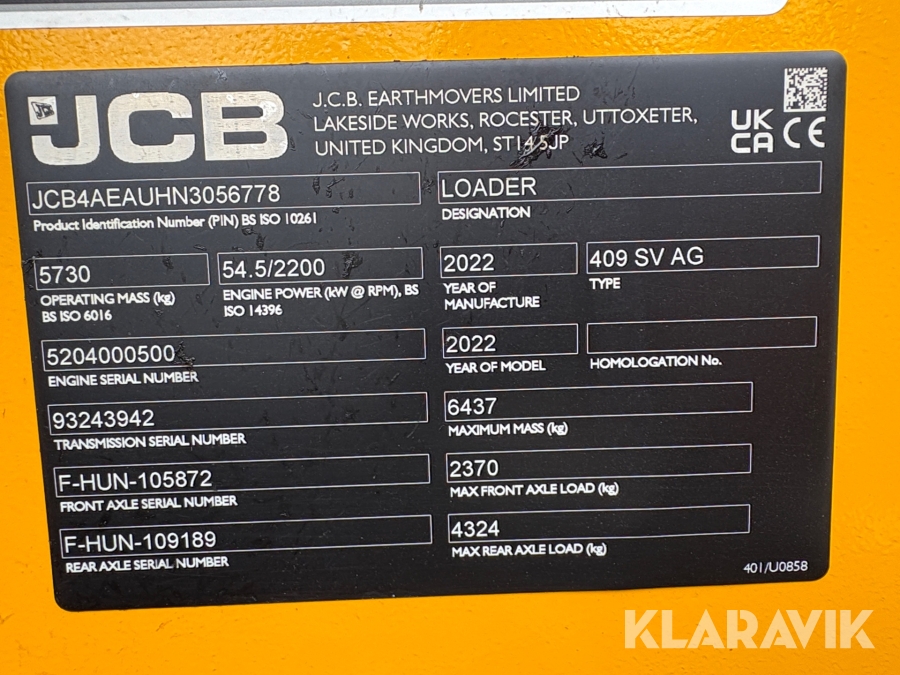 JCB
J.C.B. EARTHMOVERS LIMITED
LAKESIDE WORKS, ROCESTER, UTTOXETER,
UNITED KINGDOM, ST14 5JP
UK
CA CE
JCB4AEAUHN3056778
Product Identification Number (PIN) BS ISO 10261
LOADER
DESIGNATION
5730
OPERATING MASS (kg)
BS ISO 6016
54.5/2200
ENGINE POWER (kW @ RPM), BS
ISO 14396
2022
YEAR OF
MANUFACTURE
409 SV AG
TYPE
5204000500
ENGINE SERIAL NUMBER
2022
YEAR OF MODEL
HOMOLOGATION No.
93243942
TRANSMISSION SERIAL NUMBER
6437
MAXIMUM MASS (kg)
F-HUN-105872
FRONT AXLE SERIAL NUMBER
2370
MAX FRONT AXLE LOAD (kg)
F-HUN-109189
REAR AXLE SERIAL NUMBER
4324
MAX REAR AXLE LOAD (kg)
401/U0858
KLARAVIK